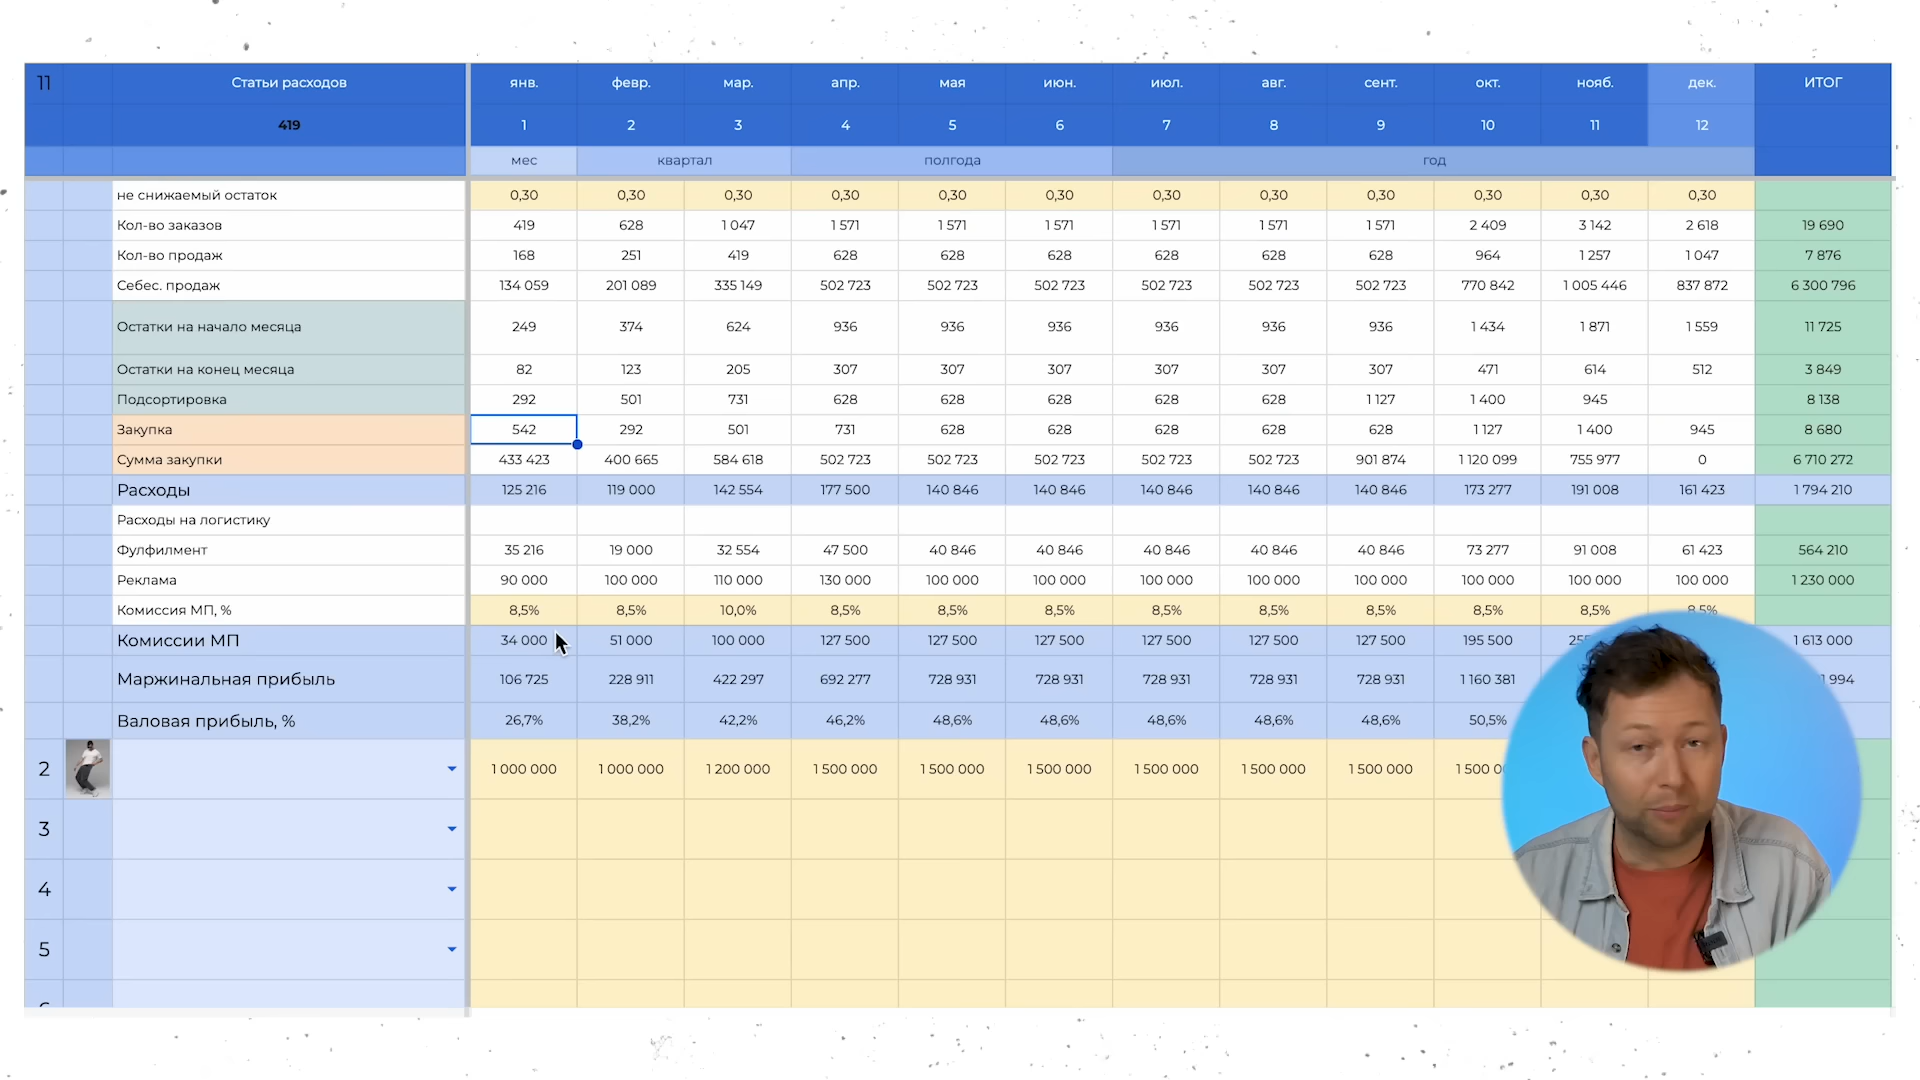 11 Статьи расходов янв. февр. мар. апр. мая июн. июл. авг. сент. окт. нояб. дек. ИТОГ
419 1 2 3 4 5 6 7 8 9 10 11 12
мес квартал полгода год
не снижаемый остаток 0,30 0,30 0,30 0,30 0,30 0,30 0,30 0,30 0,30 0,30 0,30 0,30
Кол-во заказов 419 628 1 047 1 571 1 571 1 571 1 571 1 571 1 571 2 409 3 142 2 618 19 690
Кол-во продаж 168 251 419 628 628 628 628 628 628 964 1 257 1 047 7 876
Себес. продаж 134 059 201 089 335 149 502 723 502 723 502 723 502 723 502 723 502 723 770 842 1 005 446 837 872 6 300 796
Остатки на начало месяца 249 374 624 936 936 936 936 936 936 1 434 1 871 1 559 11 725
Остатки на конец месяца 82 123 205 307 307 307 307 307 307 471 614 512 3 849
Подсортировка 292 501 731 628 628 628 628 628 1 127 1 400 945 8 138
Закупка 542 292 501 731 628 628 628 628 628 1 127 1 400 945 8 680
Сумма закупки 433 423 400 665 584 618 502 723 502 723 502 723 502 723 502 723 901 874 1 120 099 755 977 0 6 710 272
Расходы 125 216 119 000 142 554 177 500 140 846 140 846 140 846 140 846 140 846 173 277 191 008 161 423 1 794 210
Расходы на логистику
Фулфилмент 35 216 19 000 32 554 47 500 40 846 40 846 40 846 40 846 40 846 73 277 91 008 61 423 564 210
Реклама 90 000 100 000 110 000 130 000 100 000 100 000 100 000 100 000 100 000 100 000 100 000 100 000 1 230 000
Комиссия МП, % 8,5% 8,5% 10,0% 8,5% 8,5% 8,5% 8,5% 8,5% 8,5% 8,5% 8,5% 8,5%
Комиссии МП 34 000 51 000 100 000 127 500 127 500 127 500 127 500 127 500 127 500 195 500 1 613 000
Маржинальная прибыль 106 725 228 911 422 297 692 277 728 931 728 931 728 931 728 931 728 931 1 160 381 994
Валовая прибыль, % 26,7% 38,2% 42,2% 46,2% 48,6% 48,6% 48,6% 48,6% 48,6% 50,5%
2 1 000 000 1 000 000 1 200 000 1 500 000 1 500 000 1 500 000 1 500 000 1 500 000 1 500 000 1 500
3
4
5